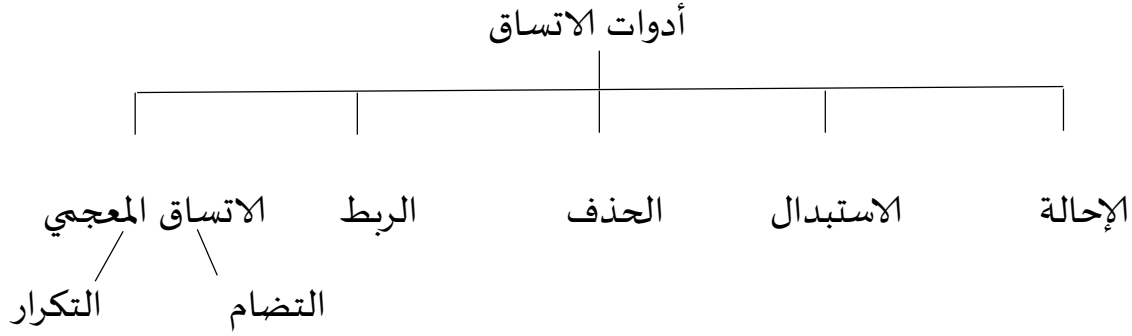 أدوات الاتساق
الإحالة الاستبدال الحذف الربط الاتساق المعجمي
التضام التكرار